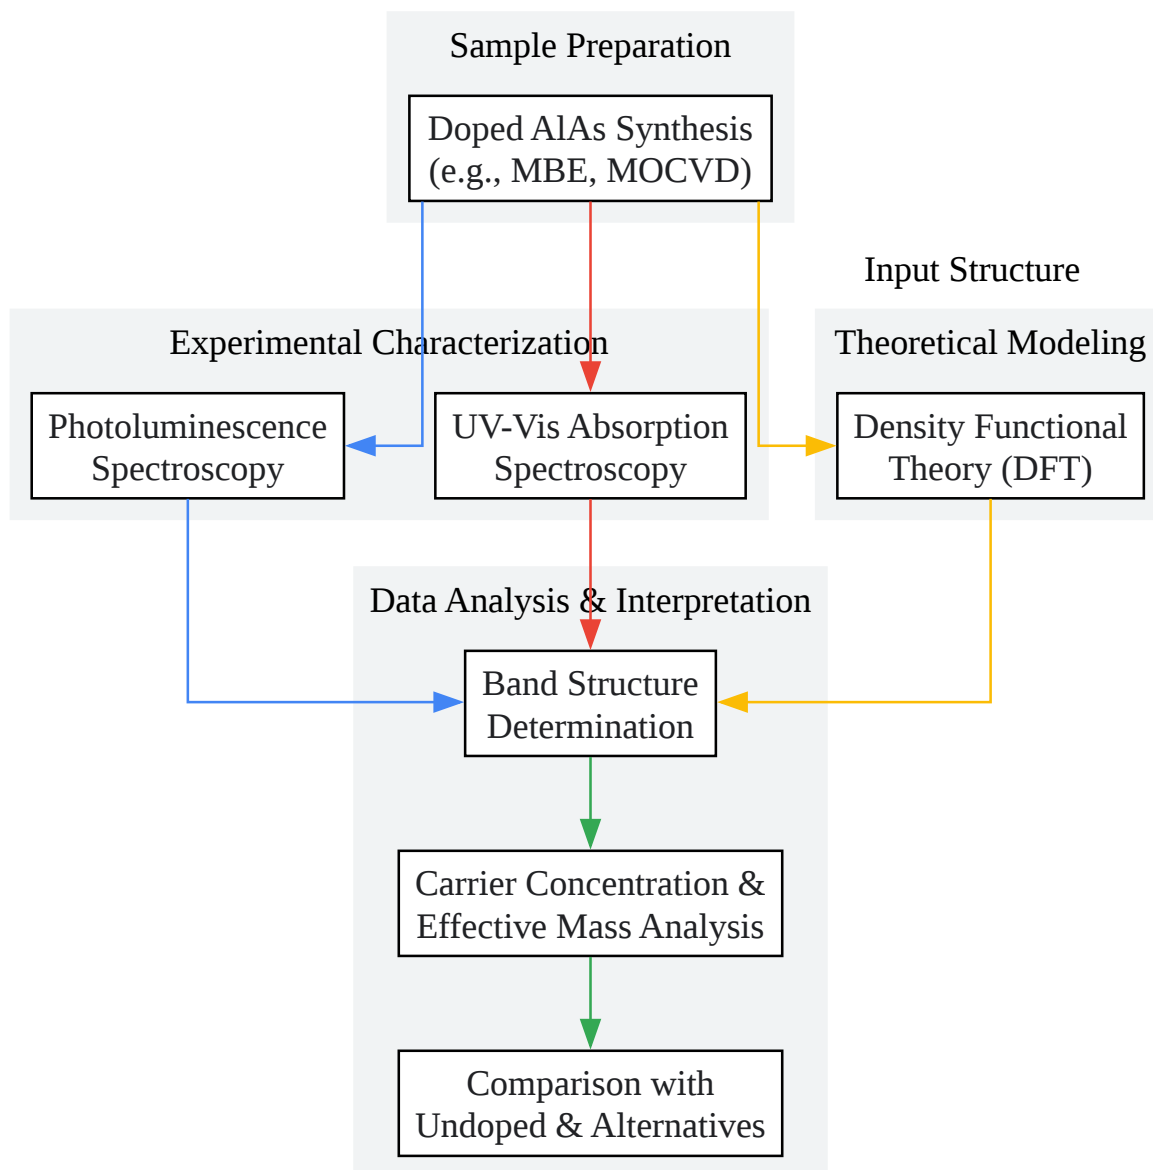 Sample Preparation
Doped AlAs Synthesis
(e.g., MBE, MOCVD)
Input Structure
Experimental Characterization
Theoretical Modeling
Photoluminescence
Spectroscopy
UV-Vis Absorption
Spectroscopy
Density Functional
Theory (DFT)
Data Analysis & Interpretation
Band Structure
Determination
Carrier Concentration &
Effective Mass Analysis
Comparison with
Undoped & Alternatives